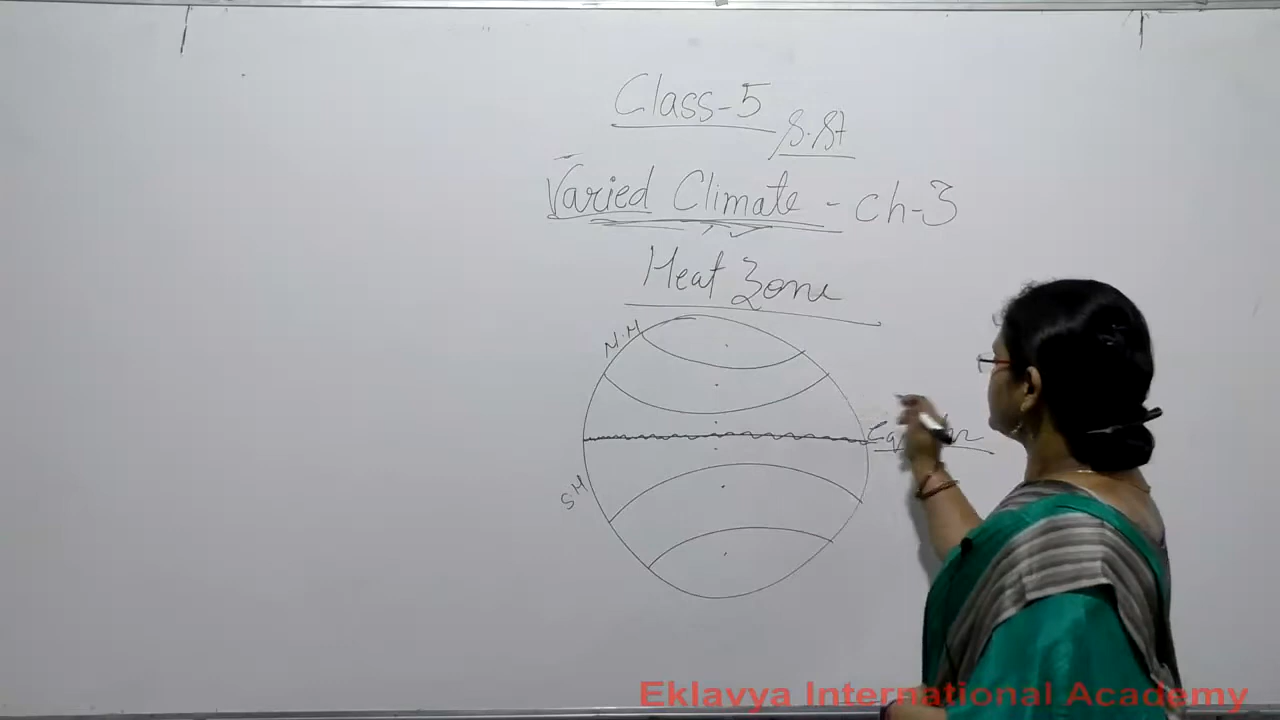 Class-5
S.St
Varied Climate - Ch-3
Heat Zone
N.H
S H
Eklavya International Academy